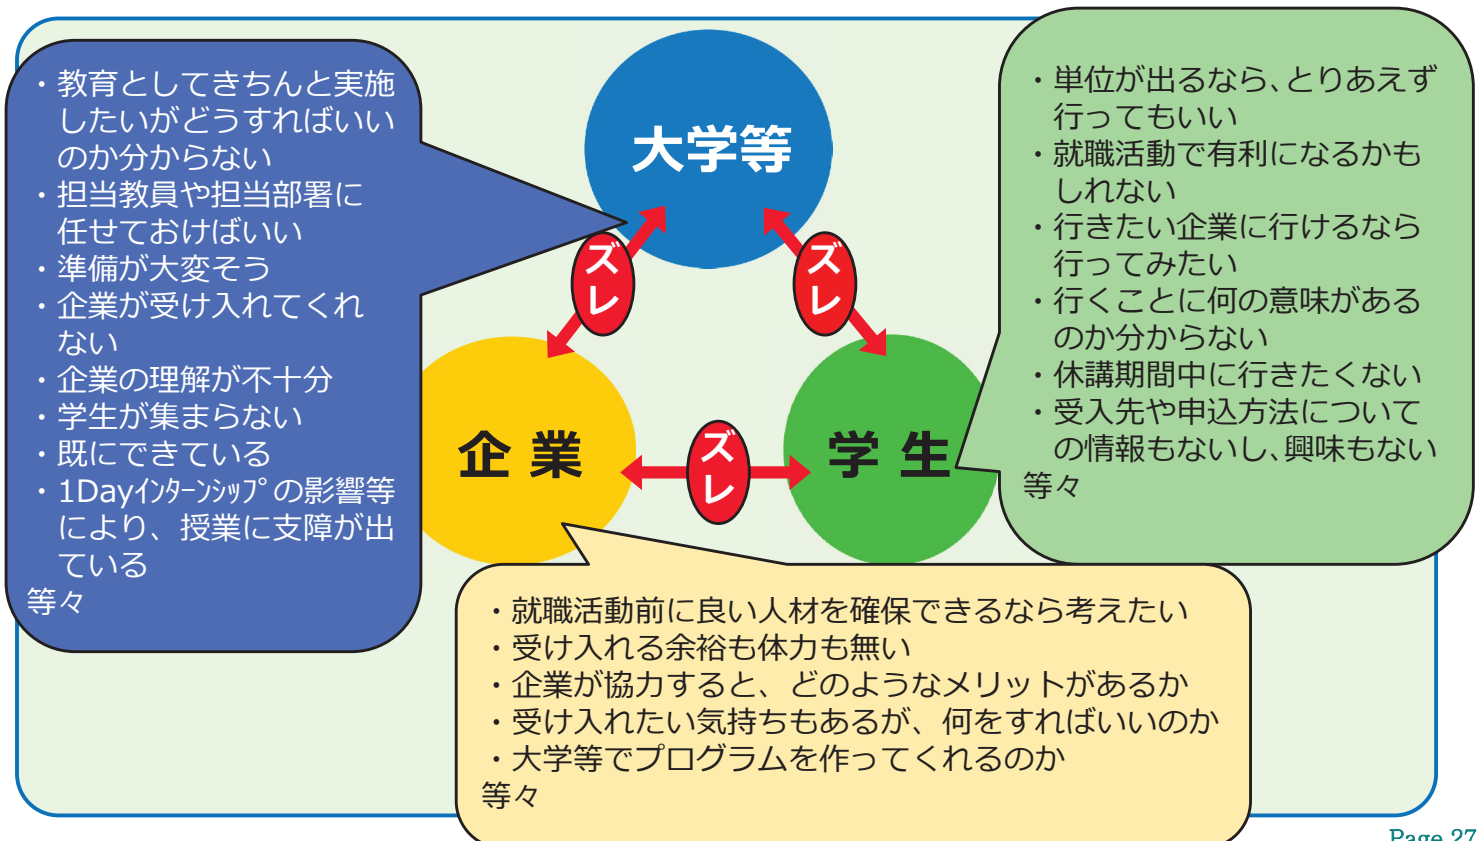 ・教育としてきちんと実施
したいがどうすればいい
のか分からない
・担当教員や担当部署に
任せておけばいい
・準備が大変そう
・企業が受け入れてくれ
ない
・企業の理解が不十分
・学生が集まらない
・既にできている
・1Dayｲﾝﾀｰﾝｼｯﾌﾟの影響等
により、授業に支障が出
ている
等々
大学等
ズレ
ズレ
企業
ズレ
学生
・単位が出るなら、とりあえず
行ってもいい
・就職活動で有利になるかも
しれない
・行きたい企業に行けるなら
行ってみたい
・行くことに何の意味がある
のか分からない
・休講期間中に行きたくない
・受入先や申込方法について
の情報もないし、興味もない
等々
・就職活動前に良い人材を確保できるなら考えたい
・受け入れる余裕も体力も無い
・企業が協力すると、どのようなメリットがあるか
・受け入れたい気持ちもあるが、何をすればいいのか
・大学等でプログラムを作ってくれるのか
等々
Page 27